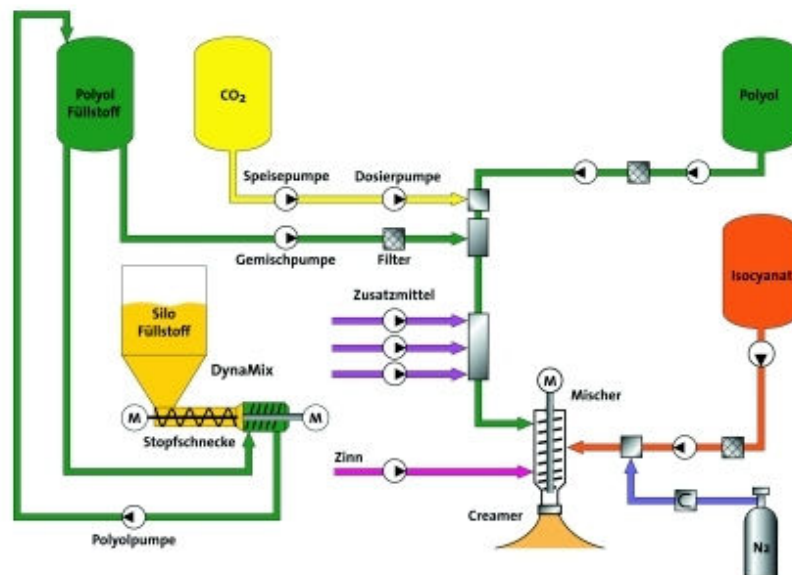 Polyol
Füllstoff
CO₂
Polyol
Speisepumpe
Dosierpumpe
Gemischpumpe
Filter
Isocyanat
Zusatzmittel
Silo
Füllstoff
DynaMix
M
Mischer
M
M
Stopfschnecke
Zinn
Creamer
Polyolpumpe
N₂